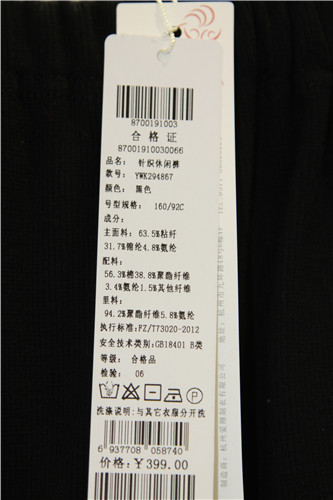 8700191003
合格证
87001910030066
品名: 针织休闲裤
款号: YWK294867
颜色: 黑色
号型规格: 160/92C
成分:
主面料: 63.5%粘纤
31.7%锦纶4.8%氨纶
配料:
56.3%棉38.8%聚酯纤维
3.4%氨纶1.5%其他纤维
里料:
94.2%聚酯纤维5.8%氨纶
执行标准:FZ/T73020-2012
安全技术类别:GB18401 B类
等级: 合格品
检验: 06
P
洗涤说明:与其它衣服分开洗
6 937708 058740
价格:￥399.00